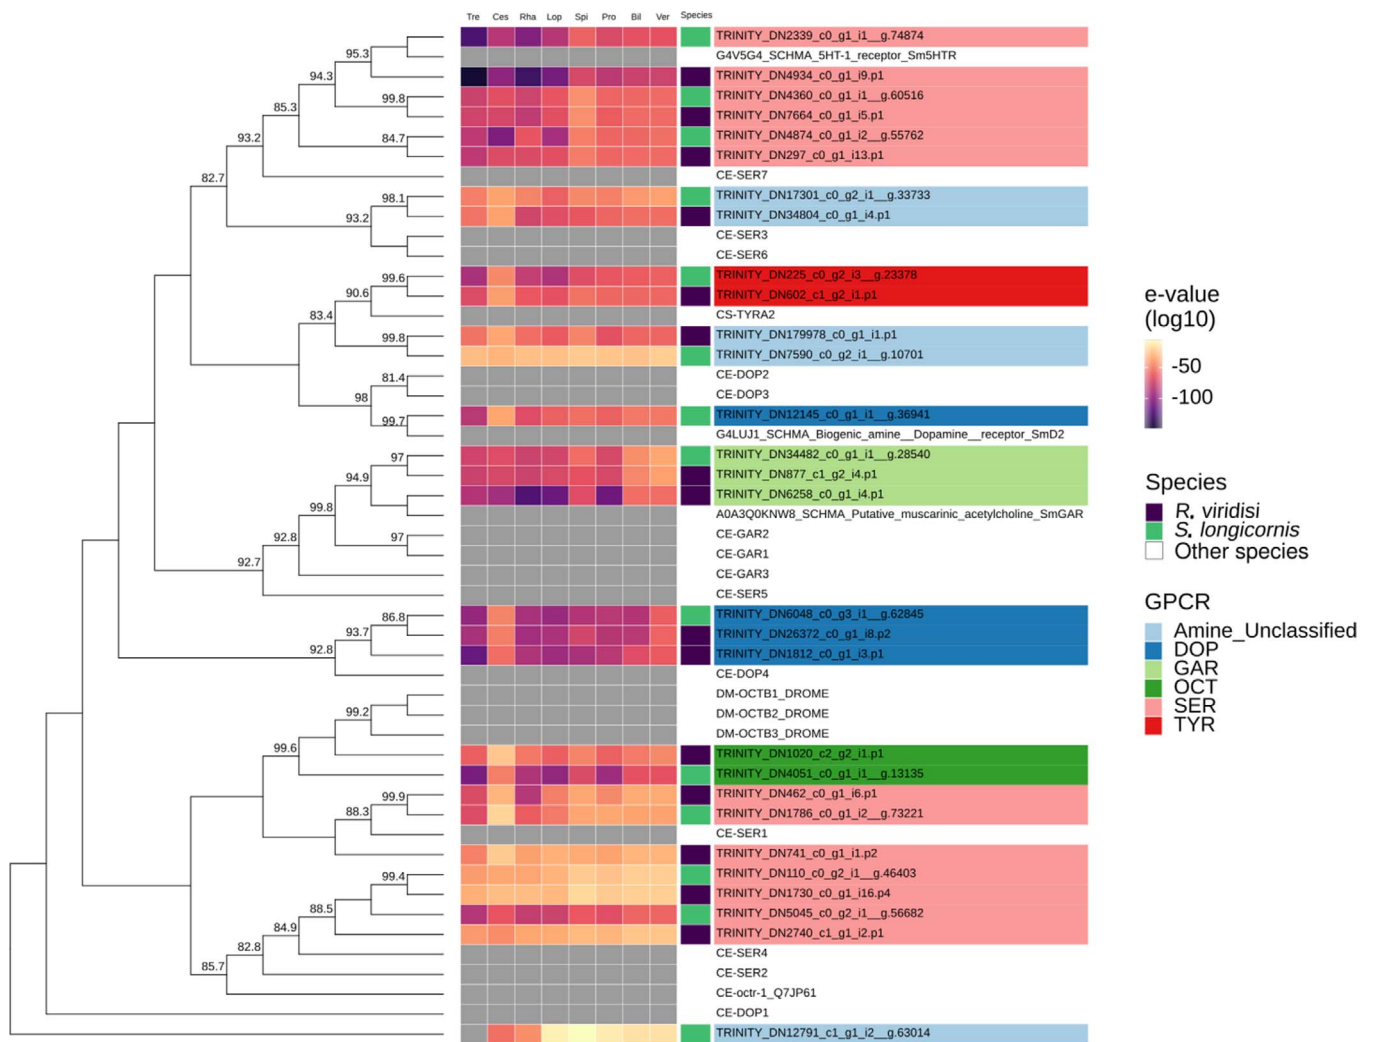 Tre Ces Rha Lop Spi Pro Bil Ver Species
TRINITY_DN2339_c0_g1_i1__g.74874
95.3
G4V5G4_SCHMA_5HT-1_receptor_Sm5HTR
94.3
TRINITY_DN4934_c0_g1_i9.p1
99.8
TRINITY_DN4360_c0_g1_i1__g.60516
85.3
TRINITY_DN7664_c0_g1_i5.p1
93.2
84.7
TRINITY_DN4874_c0_g1_i2__g.55762
TRINITY_DN297_c0_g1_i13.p1
82.7
CE-SER7
98.1
TRINITY_DN17301_c0_g2_i1__g.33733
93.2
TRINITY_DN34804_c0_g1_i4.p1
CE-SER3
CE-SER6
99.6
TRINITY_DN225_c0_g2_i3__g.23378
90.6
TRINITY_DN602_c1_g2_i1.p1
83.4
CS-TYRA2
99.8
TRINITY_DN179978_c0_g1_i1.p1
TRINITY_DN7590_c0_g2_i1__g.10701
81.4
CE-DOP2
98
CE-DOP3
99.7
TRINITY_DN12145_c0_g1_i1__g.36941
G4LUJ1_SCHMA_Biogenic_amine__Dopamine__receptor_SmD2
97
TRINITY_DN34482_c0_g1_i1__g.28540
94.9
TRINITY_DN877_c1_g2_i4.p1
TRINITY_DN6258_c0_g1_i4.p1
99.8
A0A3Q0KNW8_SCHMA_Putative_muscarinic_acetylcholine_SmGAR
92.8
97
CE-GAR2
CE-GAR1
92.7
CE-GAR3
CE-SER5
86.8
TRINITY_DN6048_c0_g3_i1__g.62845
93.7
TRINITY_DN26372_c0_g1_i8.p2
92.8
TRINITY_DN1812_c0_g1_i3.p1
CE-DOP4
DM-OCTB1_DROME
99.2
DM-OCTB2_DROME
DM-OCTB3_DROME
99.6
TRINITY_DN1020_c2_g2_i1.p1
TRINITY_DN4051_c0_g1_i1__g.13135
99.9
TRINITY_DN462_c0_g1_i6.p1
88.3
TRINITY_DN1786_c0_g1_i2__g.73221
CE-SER1
TRINITY_DN741_c0_g1_i1.p2
99.4
TRINITY_DN110_c0_g2_i1__g.46403
TRINITY_DN1730_c0_g1_i16.p4
88.5
TRINITY_DN5045_c0_g2_i1__g.56682
84.9
TRINITY_DN2740_c1_g1_i2.p1
82.8
CE-SER4
85.7
CE-SER2
CE-octr-1_Q7JP61
CE-DOP1
TRINITY_DN12791_c1_g1_i2__g.63014
e-value
(log10)
-50
-100
Species
R. viridisi
S. longicornis
Other species
GPCR
Amine_Unclassified
DOP
GAR
OCT
SER
TYR